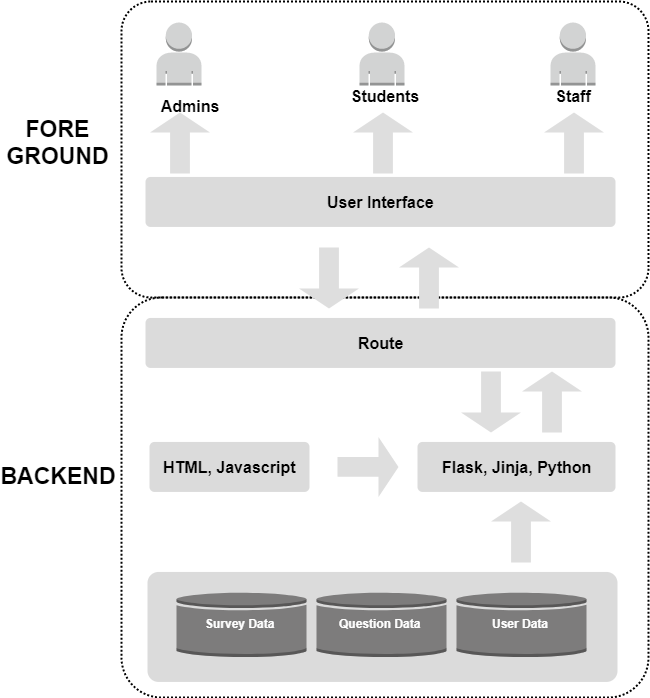 Admins
Students
Staff
FORE
GROUND
User Interface
Route
BACKEND
HTML, Javascript
Flask, Jinja, Python
Survey Data
Question Data
User Data